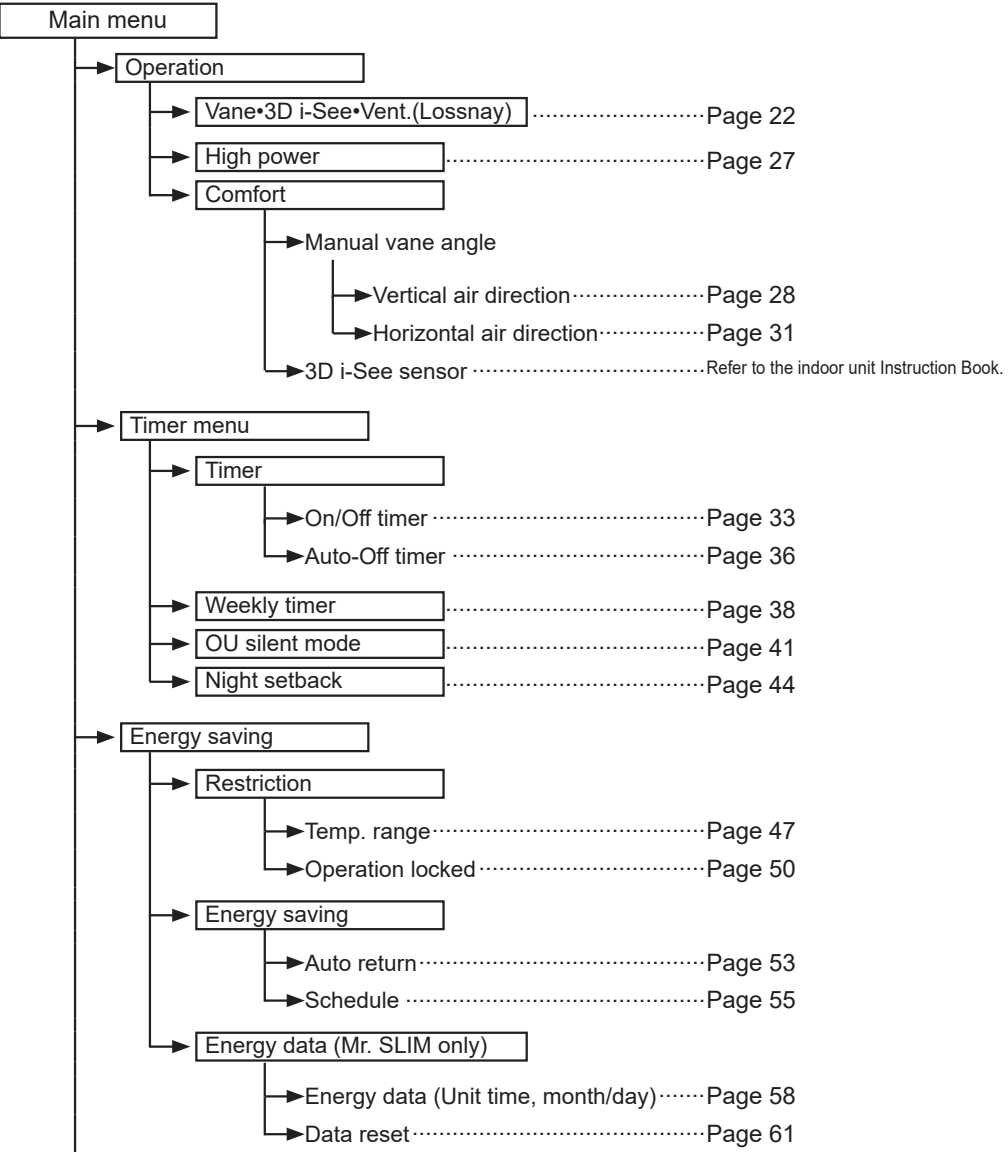 Main menu
Operation
Vane•3D i-See•Vent.(Lossnay) Page 22
High power Page 27
Comfort
Manual vane angle
Vertical air direction Page 28
Horizontal air direction Page 31
3D i-See sensor Refer to the indoor unit Instruction Book.
Timer menu
Timer
On/Off timer Page 33
Auto-Off timer Page 36
Weekly timer Page 38
OU silent mode Page 41
Night setback Page 44
Energy saving
Restriction
Temp. range Page 47
Operation locked Page 50
Energy saving
Auto return Page 53
Schedule Page 55
Energy data (Mr. SLIM only)
Energy data (Unit time, month/day) Page 58
Data reset Page 61